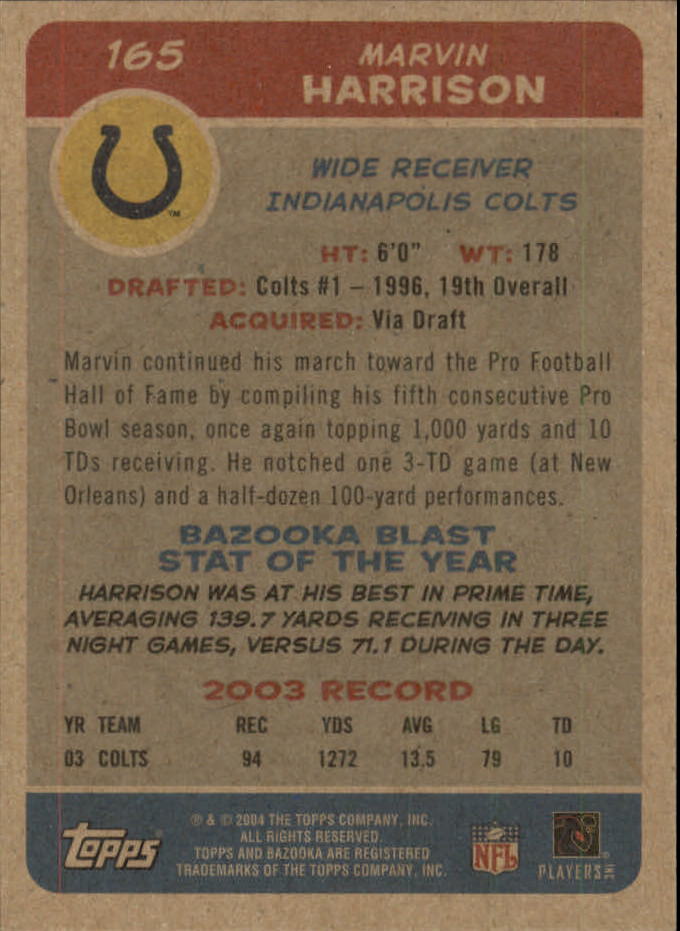 165
MARVIN
HARRISON
TM
WIDE RECEIVER
INDIANAPOLIS COLTS
HT: 6'0" WT: 178
DRAFTED: Colts #1 – 1996, 19th Overall
ACQUIRED: Via Draft
Marvin continued his march toward the Pro Football
Hall of Fame by compiling his fifth consecutive Pro
Bowl season, once again topping 1,000 yards and 10
TDs receiving. He notched one 3-TD game (at New
Orleans) and a half-dozen 100-yard performances.
BAZOOKA BLAST
STAT OF THE YEAR
HARRISON WAS AT HIS BEST IN PRIME TIME,
AVERAGING 139.7 YARDS RECEIVING IN THREE
NIGHT GAMES, VERSUS 71.1 DURING THE DAY.
2003 RECORD
YR TEAM REC YDS AVG LG TD
03 COLTS 94 1272 13.5 79 10
Topps
® & © 2004 THE TOPPS COMPANY, INC.
ALL RIGHTS RESERVED.
TOPPS AND BAZOOKA ARE REGISTERED
TRADEMARKS OF THE TOPPS COMPANY, INC.
NFL
PLAYERS INC